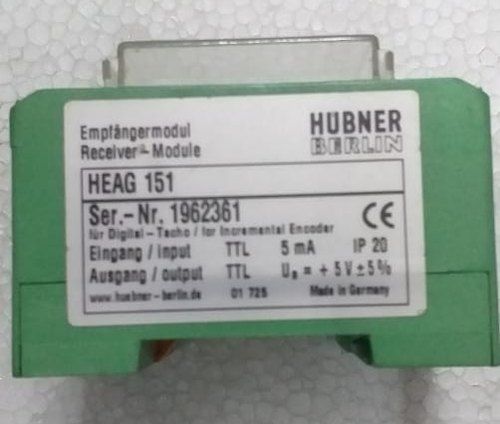 Empfängermodul
Receiver - Module
HÜBNER
BERLIN
HEAG 151
Ser.-Nr. 1962361
für Digital - Tacho / for Incremental Encoder
CE
Eingang / input TTL 5 mA IP 20
Ausgang / output TTL UB = + 5 V ± 5%
www.huebner - berlin.de 01 725 Made in Germany